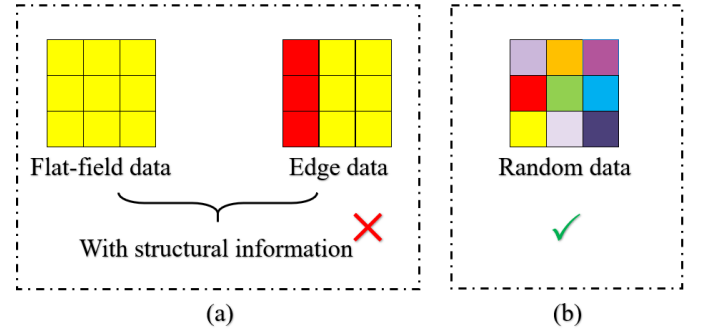 Flat-field data
Edge data
With structural information
(a)
Random data
(b)